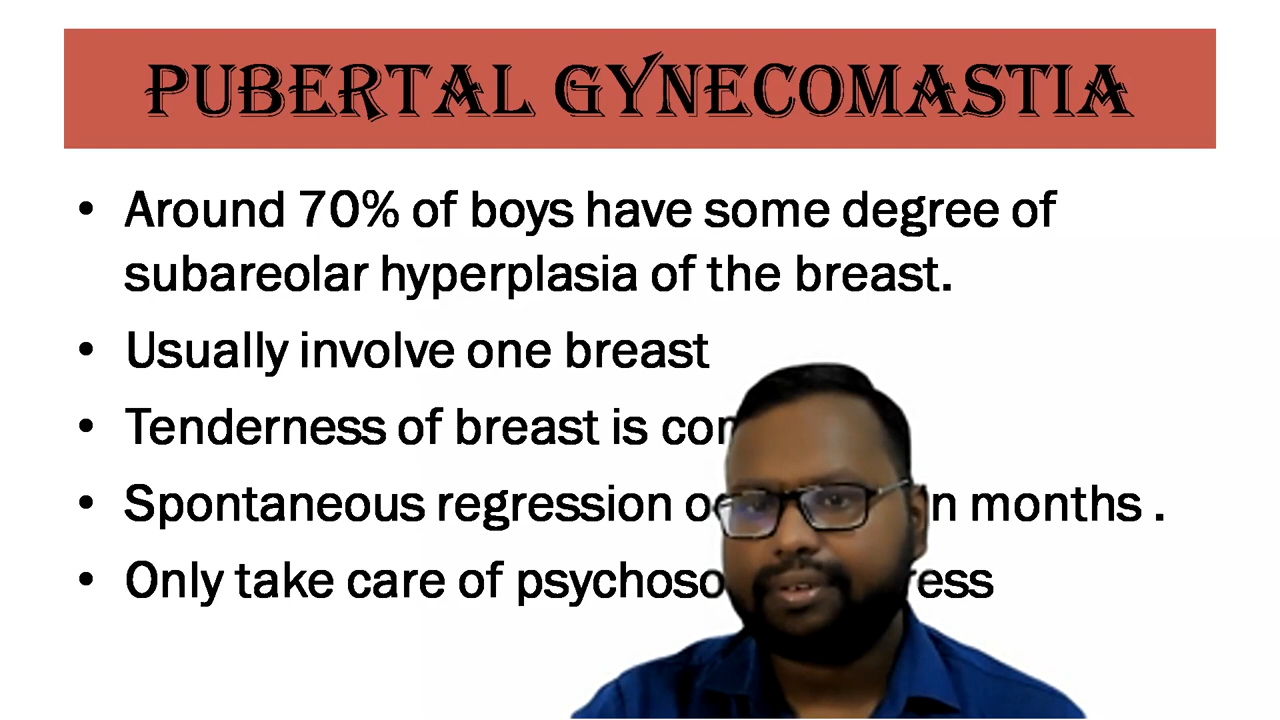 PUBERTAL GYNECOMASTIA
• Around 70% of boys have some degree of
subareolar hyperplasia of the breast.
• Usually involve one breast
• Tenderness of breast is
• Spontaneous regression months .
• Only take care of